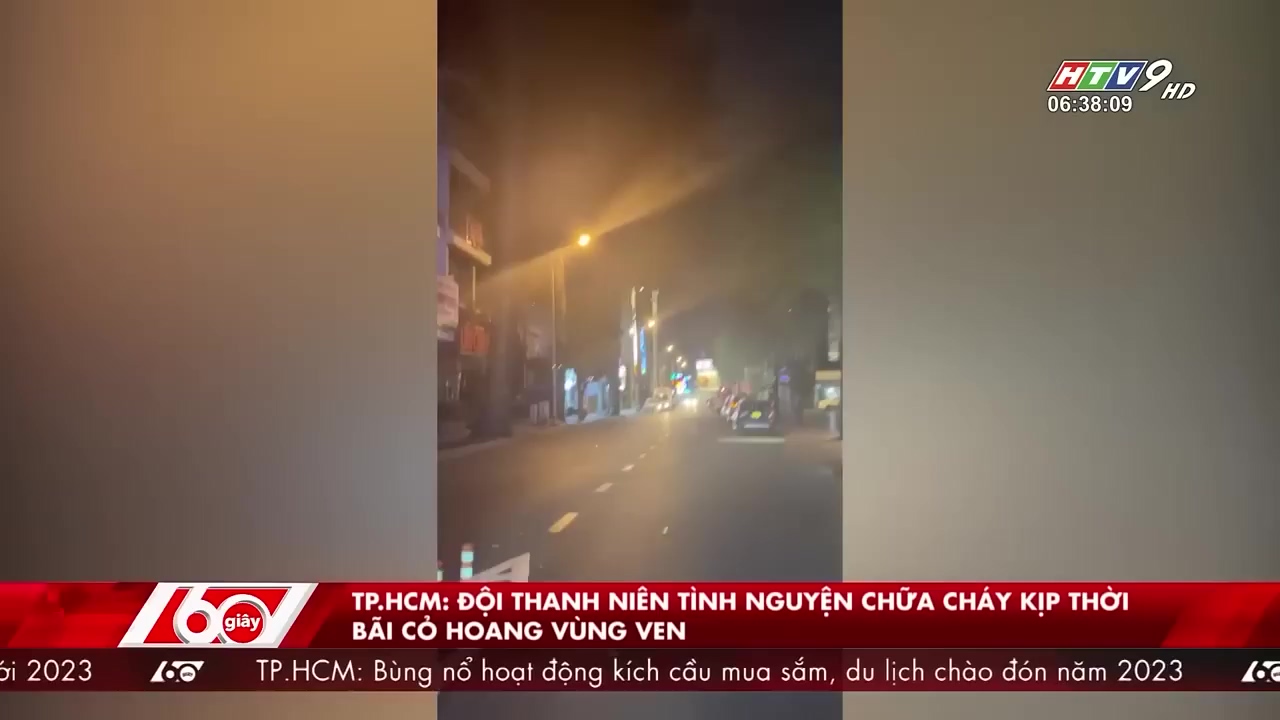 HTV9 HD
06:38:09
60 giây
TP.HCM: ĐỘI THANH NIÊN TÌNH NGUYỆN CHỮA CHÁY KỊP THỜI
BÃI CỎ HOANG VÙNG VEN
ới 2023 60 giây TP.HCM: Bùng nổ hoạt động kích cầu mua sắm, du lịch chào đón năm 2023